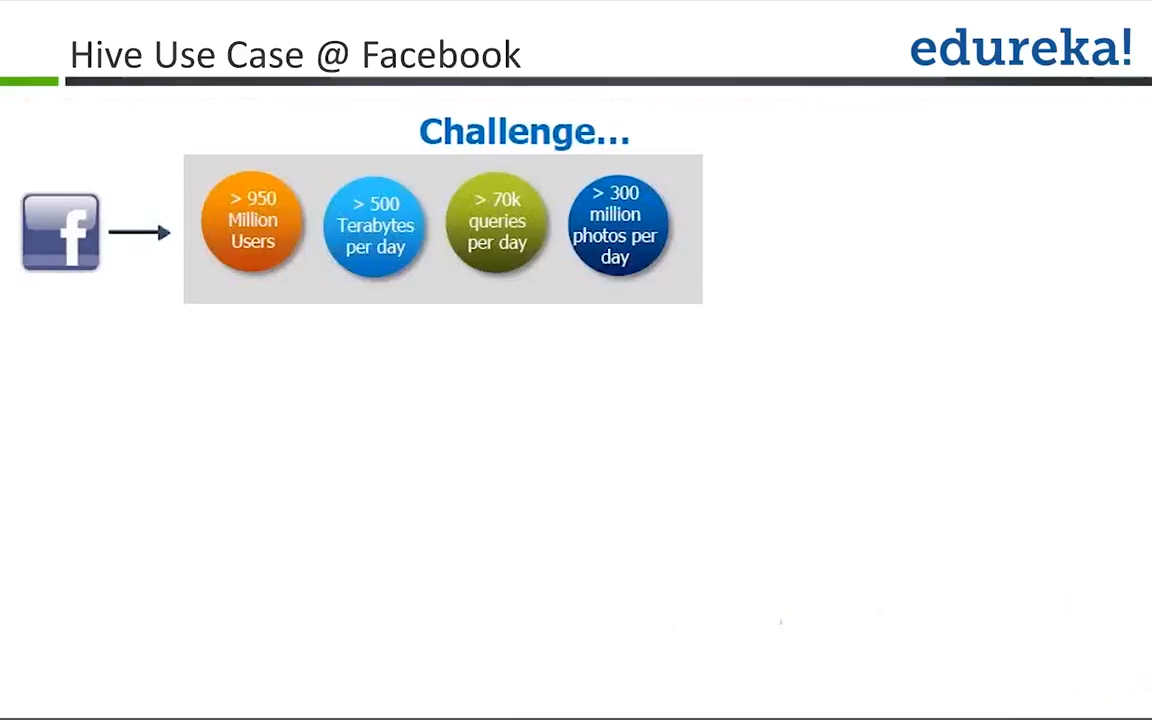 Hive Use Case @ Facebook
edureka!
Challenge...
> 950
Million
Users
> 500
Terabytes
per day
> 70k
queries
per day
> 300
million
photos per
day
f